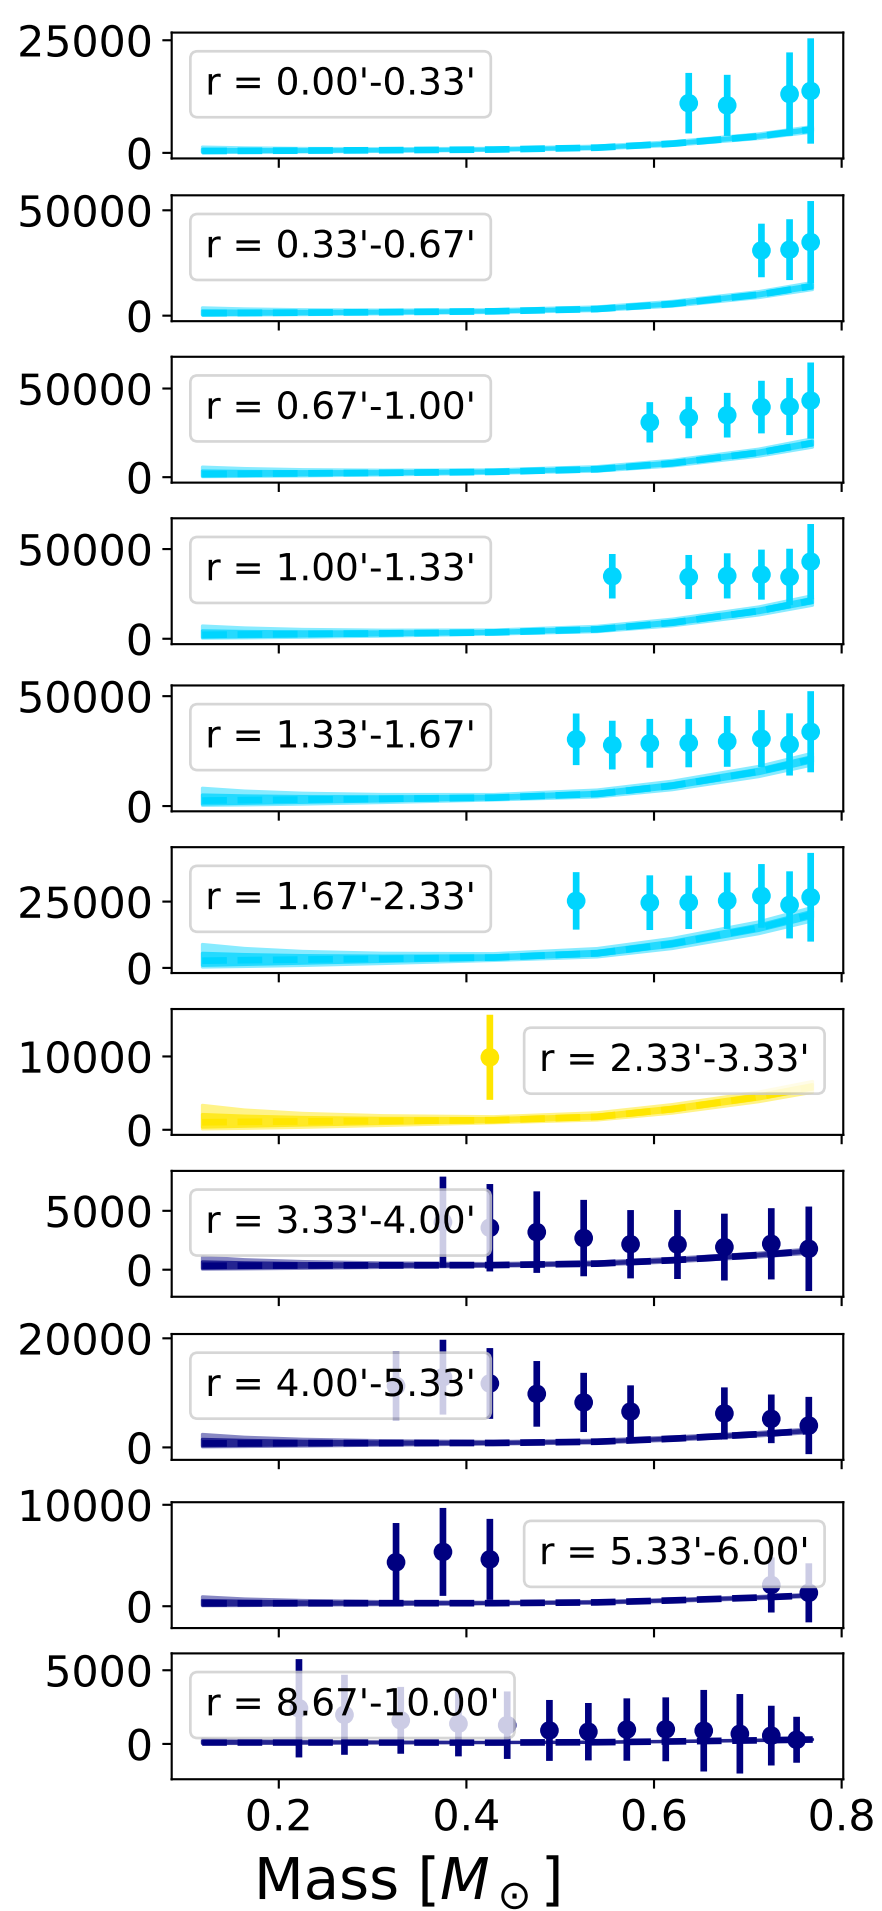 25000
r = 0.00'-0.33'
0
50000
r = 0.33'-0.67'
0
50000
r = 0.67'-1.00'
0
50000
r = 1.00'-1.33'
0
50000
r = 1.33'-1.67'
0
25000
r = 1.67'-2.33'
0
10000
r = 2.33'-3.33'
0
5000
r = 3.33'-4.00'
0
20000
r = 4.00'-5.33'
0
10000
r = 5.33'-6.00'
0
5000
r = 8.67'-10.00'
0
0.2 0.4 0.6 0.8
Mass [M⊙]